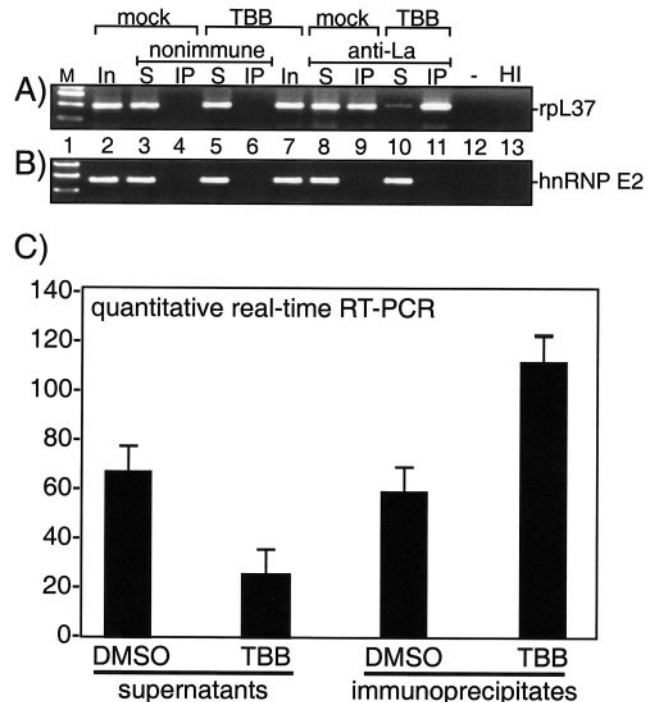 mock TBB mock TBB
nonimmune anti-La
M In S IP S IP In S IP S IP - HI
A) -rpL37
1 2 3 4 5 6 7 8 9 10 11 12 13
B) -hnRNP E2
C)
quantitative real-time RT-PCR
140-
120-
100-
80-
60-
40-
20-
0-
DMSO TBB DMSO TBB
supernatants immunoprecipitates